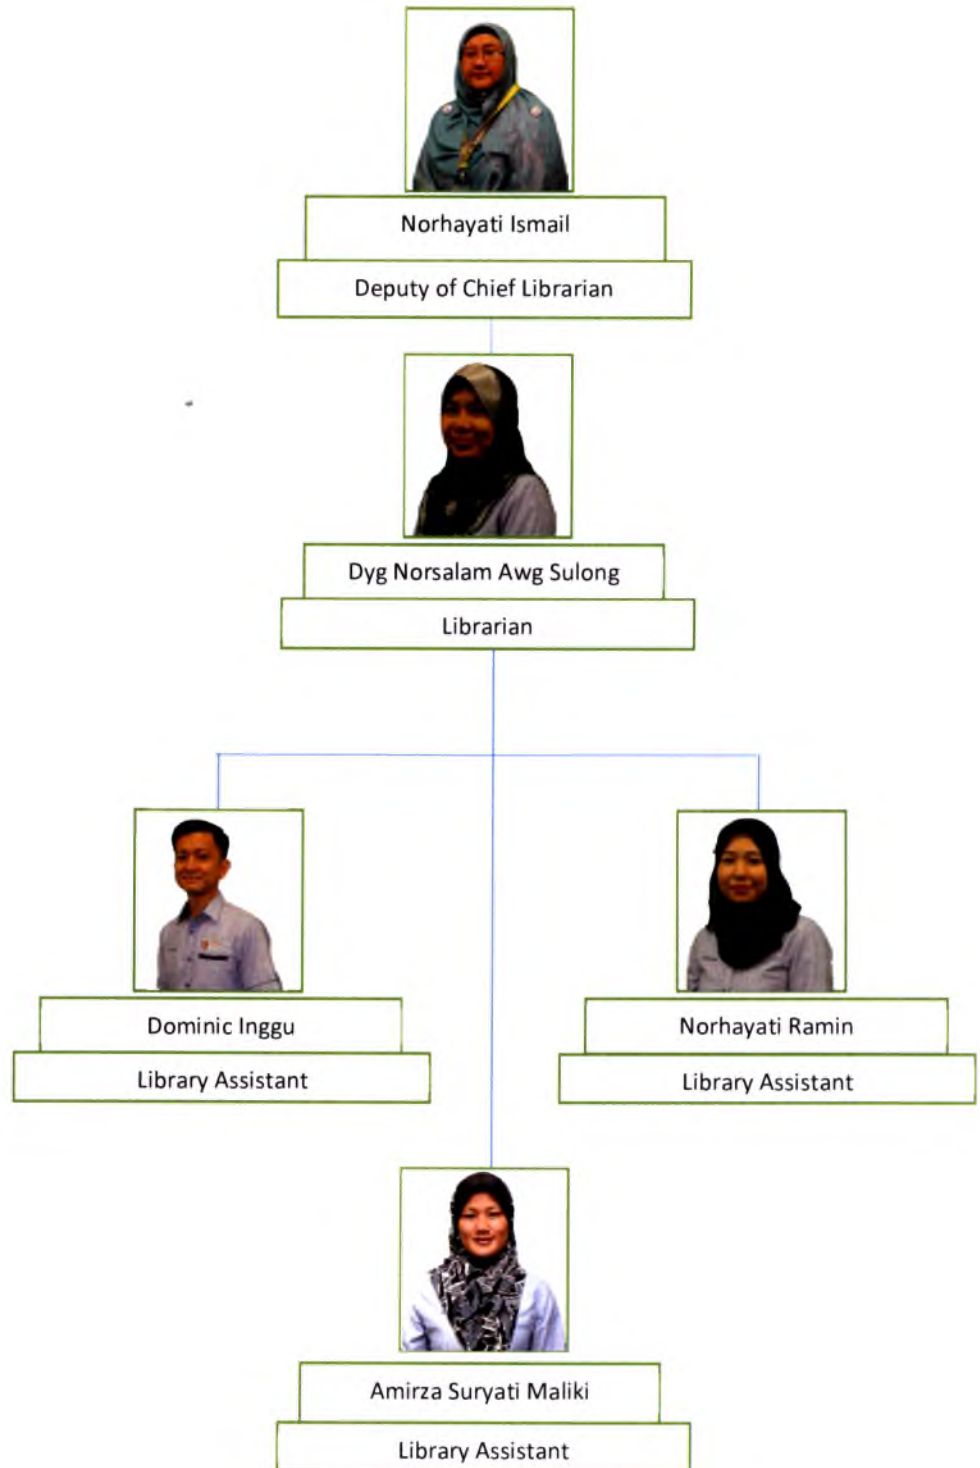 Norhayati Ismail
Deputy of Chief Librarian
Dyg Norsalam Awg Sulong
Librarian
Dominic Inggu
Library Assistant
Norhayati Ramin
Library Assistant
Amirza Suryati Maliki
Library Assistant